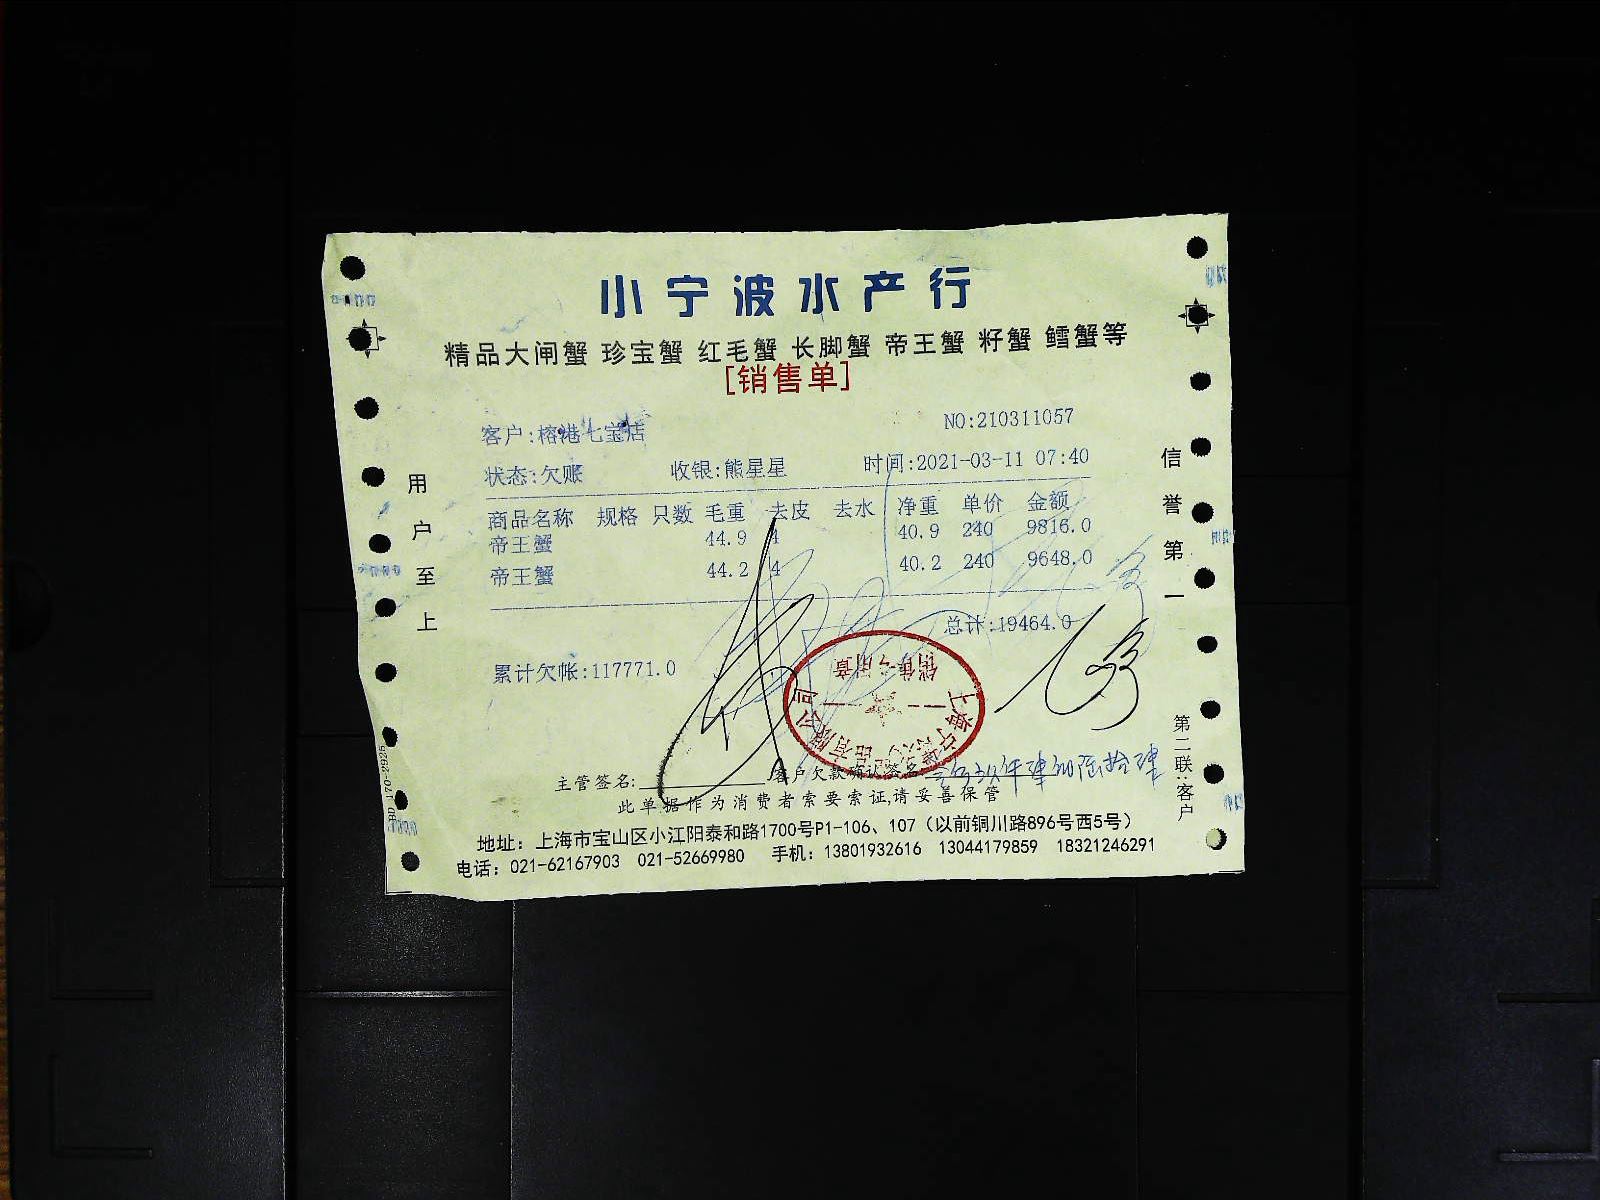 小宁波水产行
精品大闸蟹 珍宝蟹 红毛蟹 长脚蟹 帝王蟹 籽蟹 鳕蟹等
[销售单]
客户:榕港七宝店 NO:210311057
状态:欠账 收银:熊星星 时间:2021-03-11 07:40
商品名称 规格 只数 毛重 去皮 去水 净重 单价 金额
帝王蟹 44.9 4 40.9 240 9816.0
帝王蟹 44.2 4 40.2 240 9648.0
总计:19464.0
累计欠帐:117771.0
主管签名: 客户欠款确认签名:
此单据作为消费者索要索证,请妥善保管
地址：上海市宝山区小江阳泰和路1700号P1-106、107（以前铜川路896号西5号）
电话：021-62167903 021-52669980 手机：13801932616 13044179859 18321246291
用户至上
信誉第一
第二联:客户
销售专用章